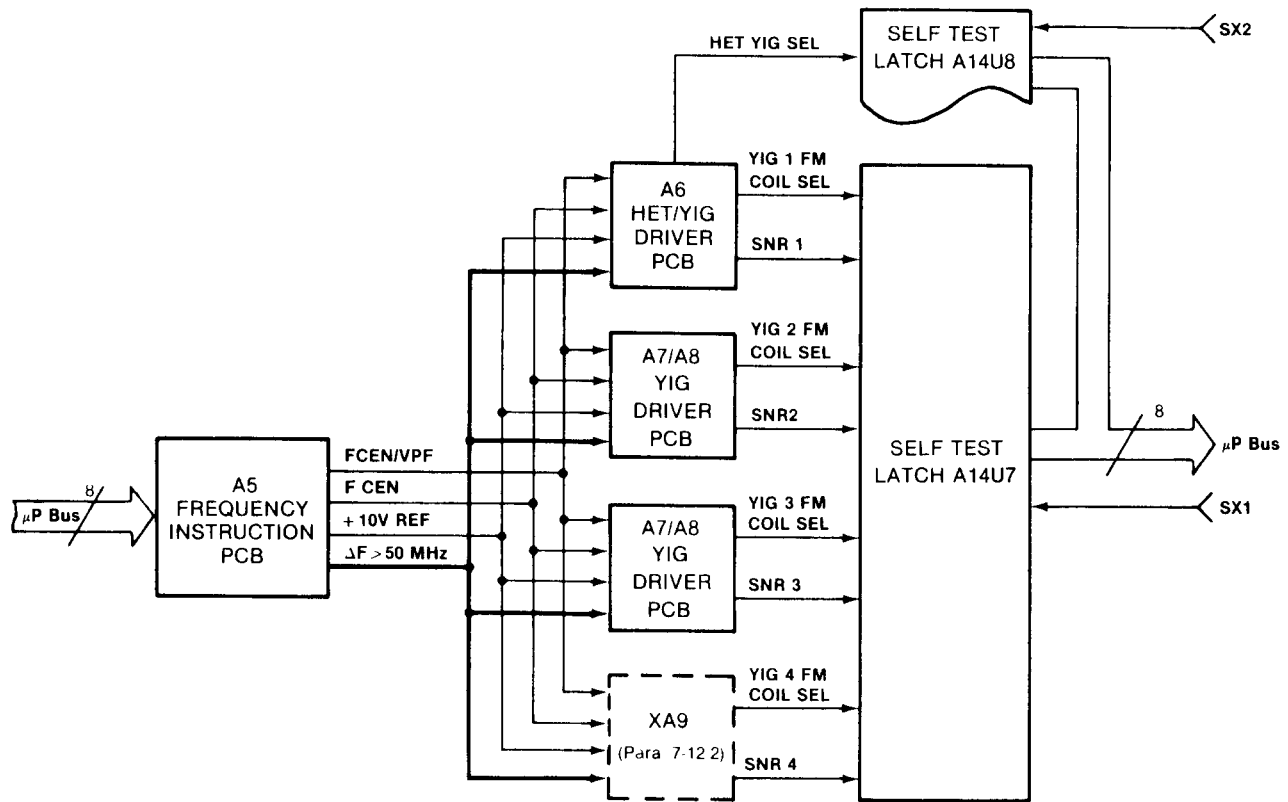 HET YIG SEL
SELF TEST
LATCH A14U8
SX2
A6
HET/YIG
DRIVER
PCB
YIG 1 FM
COIL SEL
SNR 1
A7/A8
YIG
DRIVER
PCB
YIG 2 FM
COIL SEL
SNR2
8
μP Bus
A5
FREQUENCY
INSTRUCTION
PCB
FCEN/VPF
F CEN
+10V REF
ΔF>50 MHz
A7/A8
YIG
DRIVER
PCB
YIG 3 FM
COIL SEL
SNR 3
XA9
(Para 7-12 2)
YIG 4 FM
COIL SEL
SNR 4
SELF TEST
LATCH A14U7
8
μP Bus
SX1